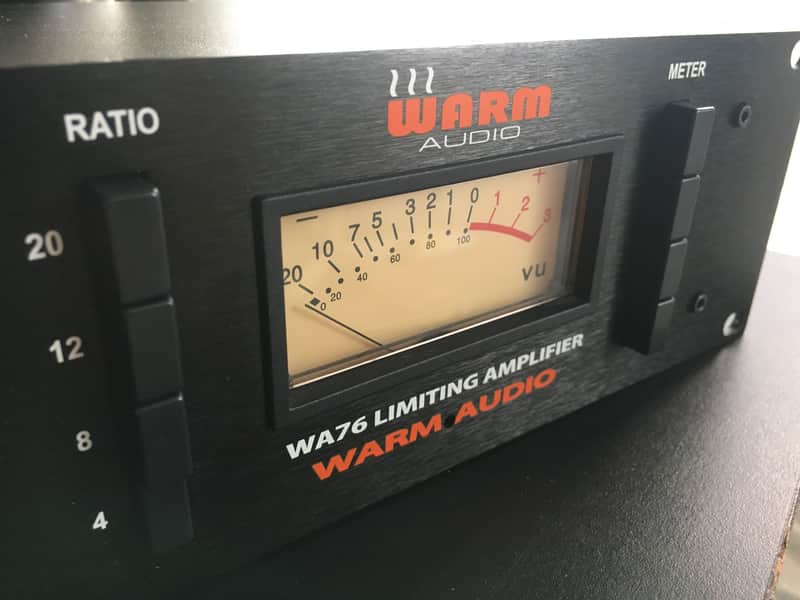 RATIO
20
12
8
4
WARM
AUDIO
METER
− 20 10 7 5 3 2 1 0 1 2 3 +
0 20 40 60 80 100
VU
WA76 LIMITING AMPLIFIER
WARM AUDIO